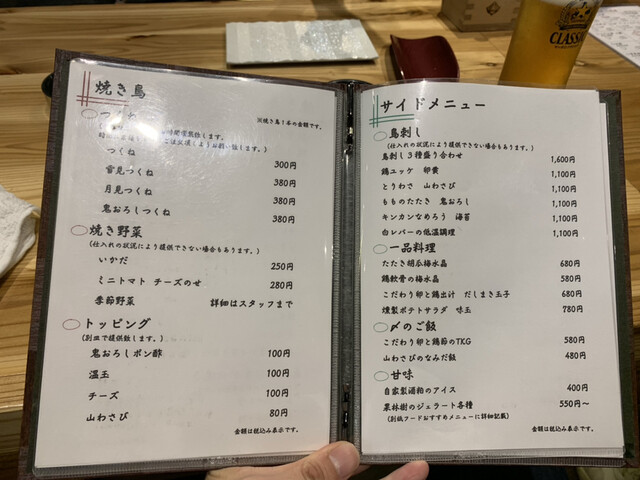 焼き鳥
※焼き鳥1本の金額です。
つくね
つくね 300円
雷見つくね 380円
月見つくね 380円
鬼おろしつくね 380円
焼き野菜
(仕入れの状況により提供できない場合もあります。)
いかだ 250円
ミニトマト チーズのせ 280円
季節野菜 詳細はスタッフまで
トッピング
(別皿で提供致します。)
鬼おろしポン酢 100円
温玉 100円
チーズ 100円
山わさび 80円
金額は税込み表示です。
サイドメニュー
鳥刺し
(仕入れの状況により提供できない場合もあります。)
鳥刺し3種盛り合わせ 1,600円
鶏ユッケ 卵黄 1,100円
とりわさ 山わさび 1,100円
もものたたき 鬼おろし 1,100円
キンカンなめろう 海苔 1,100円
白レバーの低温調理 1,100円
一品料理
たたき胡瓜梅水晶 680円
鶏軟骨の梅水晶 580円
こだわり卵と鶏出汁 だしまき玉子 680円
燻製ポテトサラダ 味玉 780円
〆のご飯
こだわり卵と鶏節のTKG 580円
山わさびのなみだ飯 480円
甘味
自家製酒粕のアイス 400円
果林樹のジェラート各種 550円~
(別紙フードおすすめメニューに詳細記載)
金額は税込み表示です。
CLASSIC